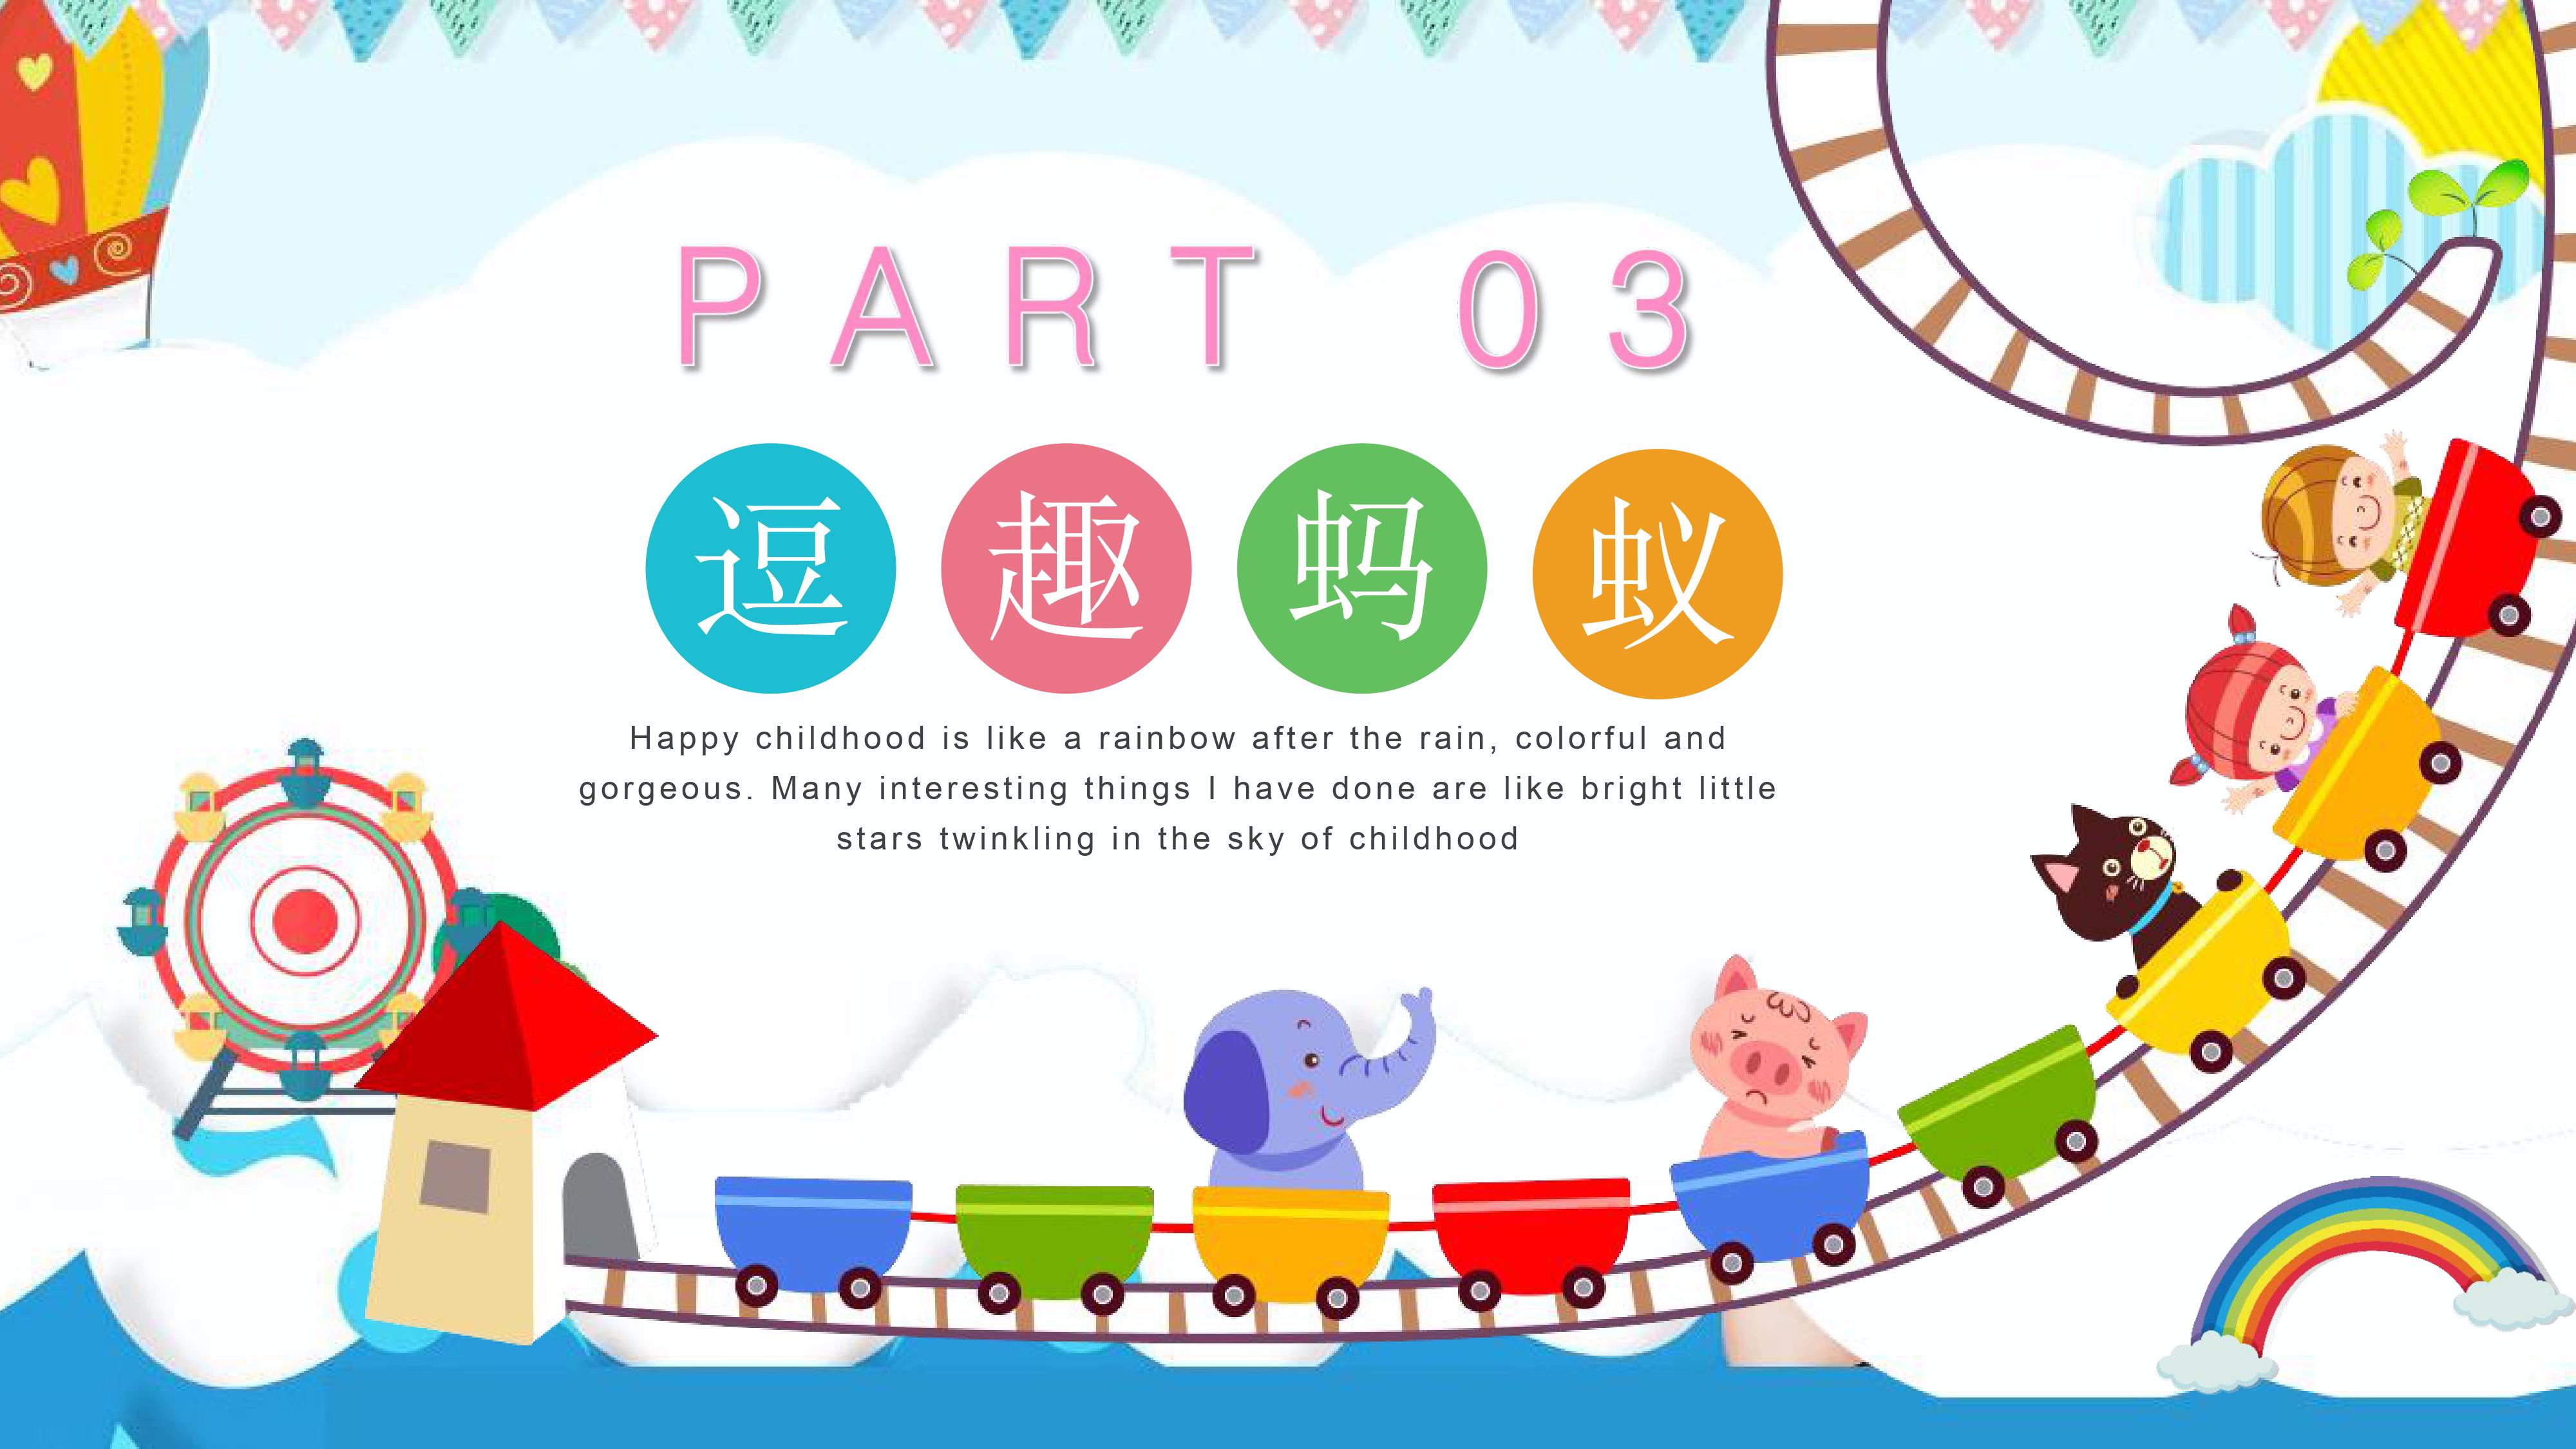 PART 03
逗趣蚂蚁
Happy childhood is like a rainbow after the rain, colorful and
gorgeous. Many interesting things I have done are like bright little
stars twinkling in the sky of childhood